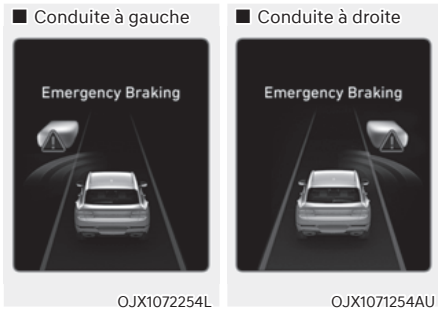 ■ Conduite à gauche
Emergency Braking
OJX1072254L
■ Conduite à droite
Emergency Braking
OJX1071254AU